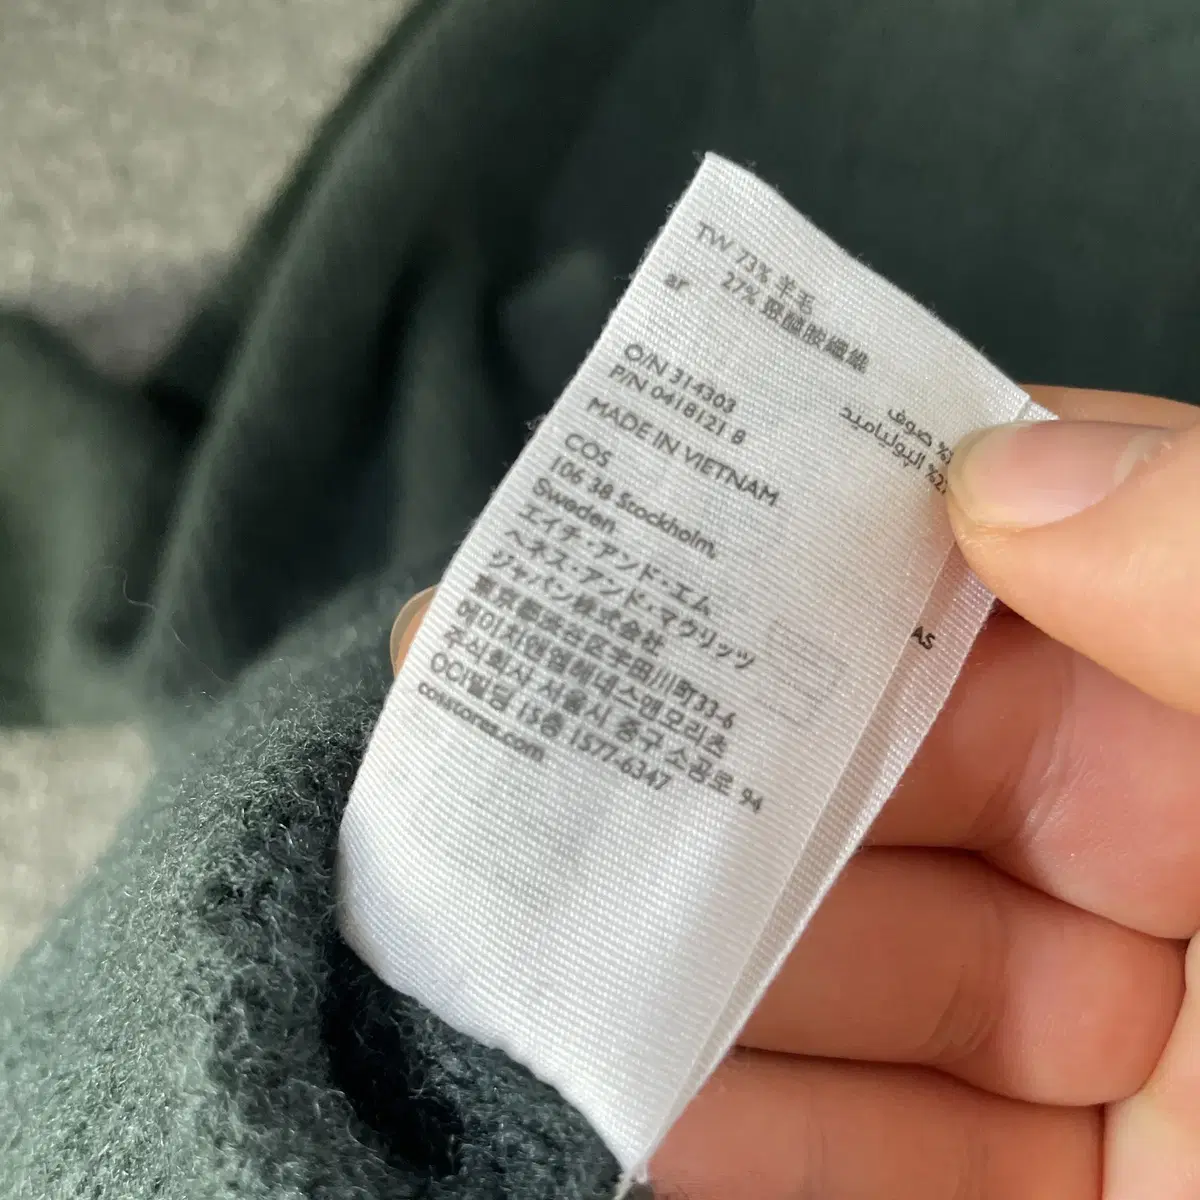 TW 73% 羊毛
27% 聚醯胺纖維
ar
صوف %
البولياميد %27
O/N 314303
P/N 0418121 8
MADE IN VIETNAM
COS
106 38 Stockholm,
Sweden
エイチ・アンド・エム
ヘネス・アンド・マウリッツ
ジャパン株式会社
東京都渋谷区宇田川町33-6
에이치앤엠헤네스앤모리츠
주식회사 서울시 중구 소공로 94
OCI빌딩 15층 1577-6347
cosstores.com
AS